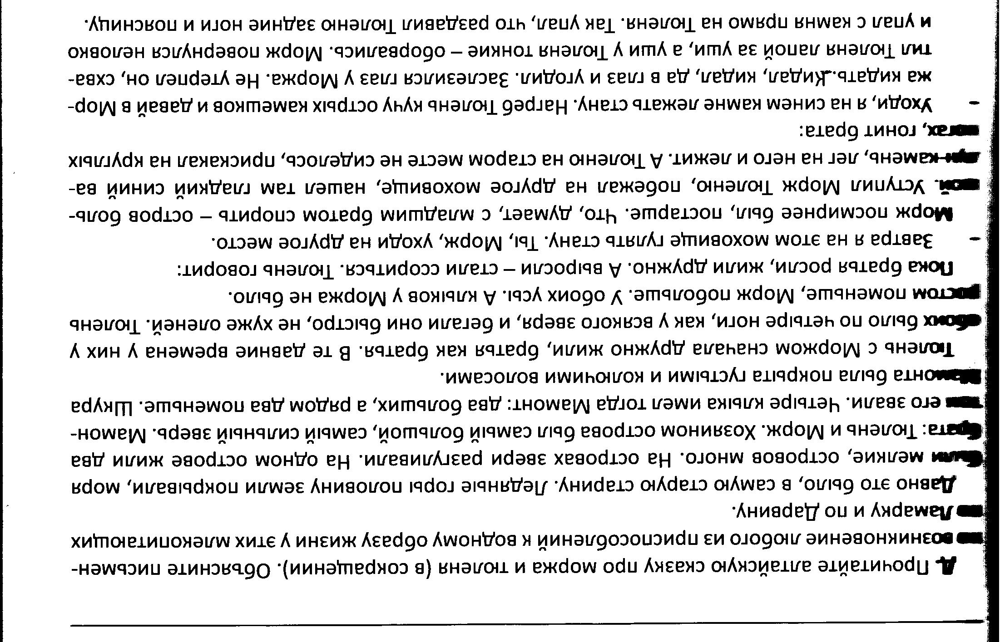 Д. Прочитайте алтайскую сказку про моржа и тюленя (в сокращении). Объясните письмен-
возникновение любого из приспособлений к водному образу жизни у этих млекопитающих
Ламарку и по Дарвину.
Давно это было, в самую старую старину. Ледяные горы половину земли покрывали, моря
были мелкие, островов много. На островах звери разгуливали. На одном острове жили два
брата: Тюлень и Морж. Хозяином острова был самый большой, самый сильный зверь. Мамон-
том его звали. Четыре клыка имел тогда Мамонт: два больших, а рядом два поменьше. Шкура
Мамонта была покрыта густыми и колючими волосами.
Тюлень с Моржом сначала дружно жили, братья как братья. В те давние времена у них у
обоих было по четыре ноги, как у всякого зверя, и бегали они быстро, не хуже оленей. Тюлень
ростом поменьше, Морж побольше. У обоих усы. А клыков у Моржа не было.
Пока братья росли, жили дружно. А выросли – стали ссориться. Тюлень говорит:
- Завтра я на этом моховище гулять стану. Ты, Морж, уходи на другое место.
Морж посмирнее был, постарше. Что, думает, с младшим братом спорить – остров боль-
шой. Уступил Морж Тюленю, побежал на другое моховище, нашел там гладкий синий ва-
лун-камень, лег на него и лежит. А Тюленю на старом месте не сиделось, прискакал на круглых
ногах, гонит брата:
- Уходи, я на синем камне лежать стану. Нагреб Тюлень кучу острых камешков и давай в Мор-
жа кидать. Кидал, кидал, да в глаз и угодил. Заслезился глаз у Моржа. Не утерпел он, схва-
тил Тюленя лапой за уши, а уши у Тюленя тонкие – оборвались. Морж повернулся неловко
и упал с камня прямо на Тюленя. Так упал, что раздавил Тюленю задние ноги и поясницу.